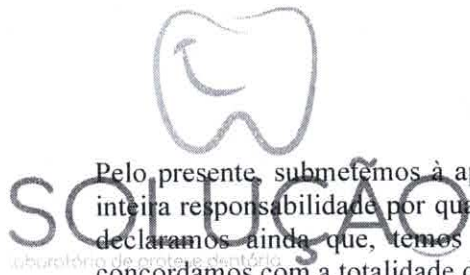 SOLUÇÃO
Laboratório de prótese dentária
Pelo presente, submetemos à ap
inteira responsabilidade por qua
declaramos ainda que, temos
concordamos com a totalidade d